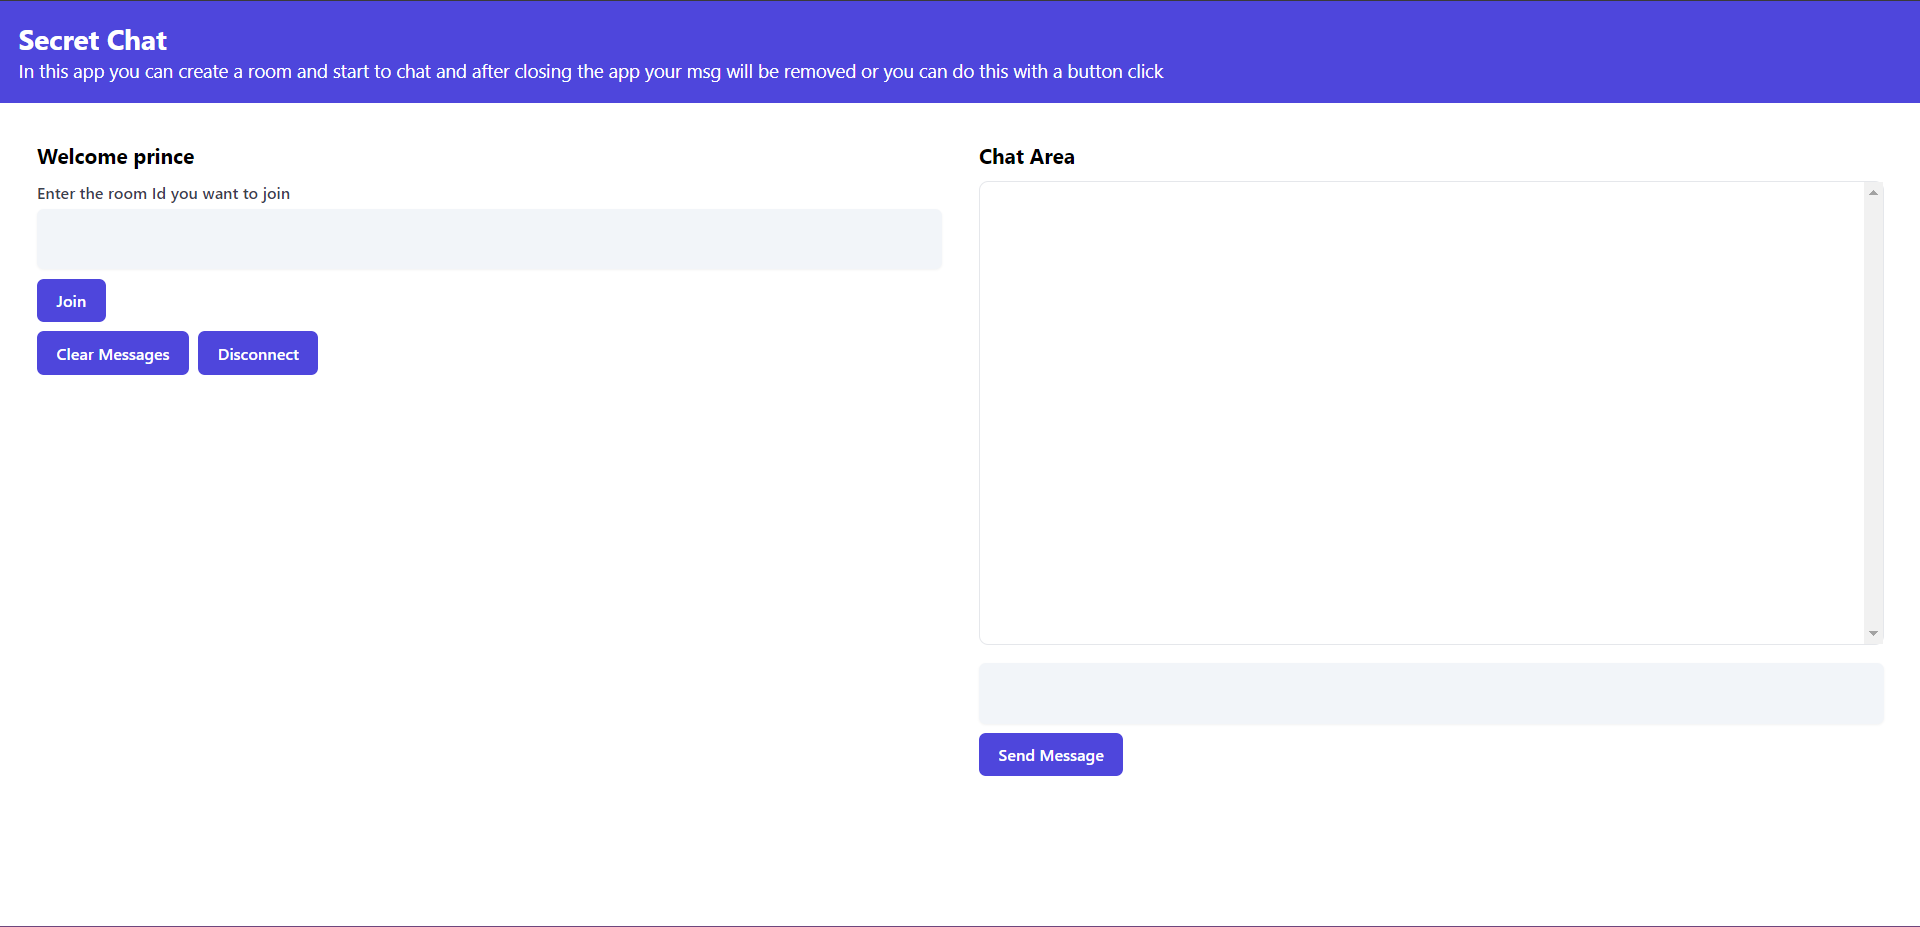 Secret Chat
In this app you can create a room and start to chat and after closing the app your msg will be removed or you can do this with a button click
Welcome prince
Enter the room Id you want to join
Join
Clear Messages
Disconnect
Chat Area
Send Message